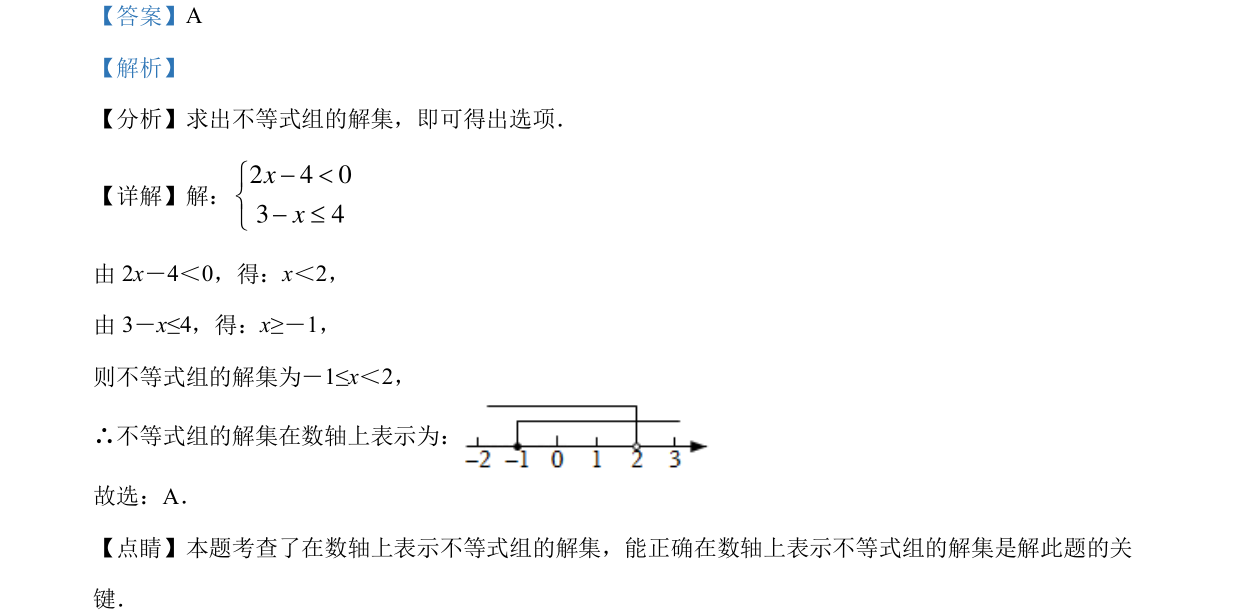 【答案】A
【解析】
【分析】求出不等式组的解集，即可得出选项．
【详解】解：{2x－4<0
3－x≤4
由 2x－4＜0，得：x＜2，
由 3－x≤4，得：x≥－1，
则不等式组的解集为－1≤x＜2，
∴不等式组的解集在数轴上表示为：
-2 -1 0 1 2 3
故选：A．
【点睛】本题考查了在数轴上表示不等式组的解集，能正确在数轴上表示不等式组的解集是解此题的关
键．